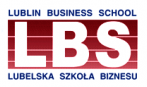 LUBLIN BUSINESS SCHOOL
LBS
LUBELSKA SZKOŁA BIZNESU